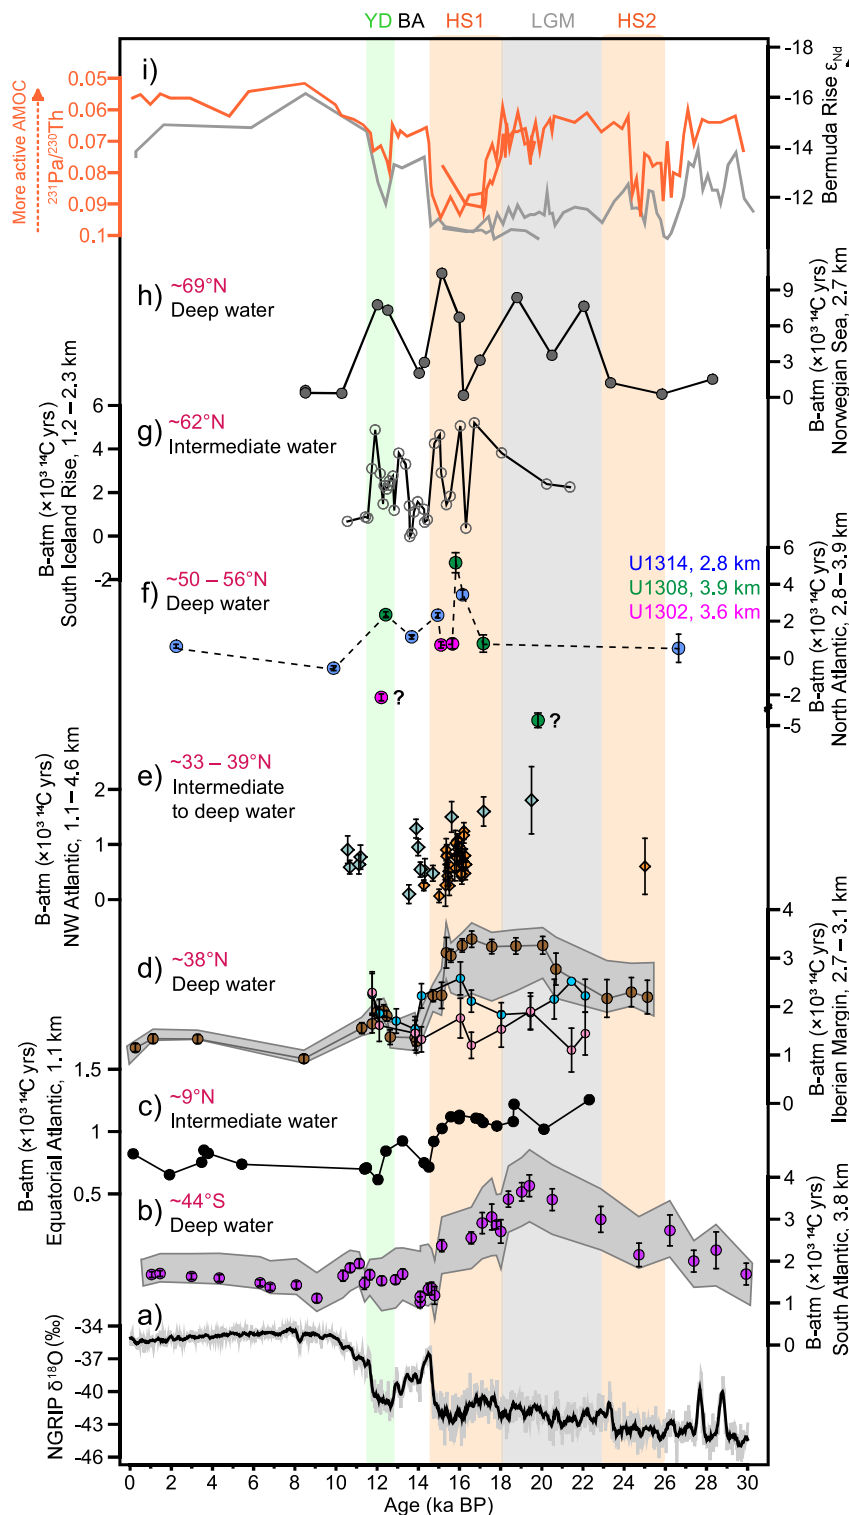 YD BA HS1 LGM HS2
i)
More active AMOC
²³¹Pa/²³⁰Th
0.05
0.06
0.07
0.08
0.09
0.1
-18
-16
-14
-12
Bermuda Rise εNd
h)
~69°N
Deep water
9
6
3
0
B-atm (×10³ ¹⁴C yrs)
Norwegian Sea, 2.7 km
g)
~62°N
Intermediate water
6
4
2
0
-2
B-atm (×10³ ¹⁴C yrs)
South Iceland Rise, 1.2 – 2.3 km
f)
~50 – 56°N
Deep water
U1314, 2.8 km
U1308, 3.9 km
U1302, 3.6 km
?
?
6
4
2
0
-2
-5
B-atm (×10³ ¹⁴C yrs)
North Atlantic, 2.8– 3.9 km
e)
~33 – 39°N
Intermediate
to deep water
2
1
0
B-atm (×10³ ¹⁴C yrs)
NW Atlantic, 1.1– 4.6 km
d)
~38°N
Deep water
4
3
2
1
0
B-atm (×10³ ¹⁴C yrs)
Iberian Margin, 2.7 – 3.1 km
c)
~9°N
Intermediate water
1.5
1
0.5
B-atm (×10³ ¹⁴C yrs)
Equatorial Atlantic, 1.1 km
b)
~44°S
Deep water
4
3
2
1
0
B-atm (×10³ ¹⁴C yrs)
South Atlantic, 3.8 km
a)
-34
-37
-40
-43
-46
NGRIP δ¹⁸O (‰)
0 2 4 6 8 10 12 14 16 18 20 22 24 26 28 30
Age (ka BP)